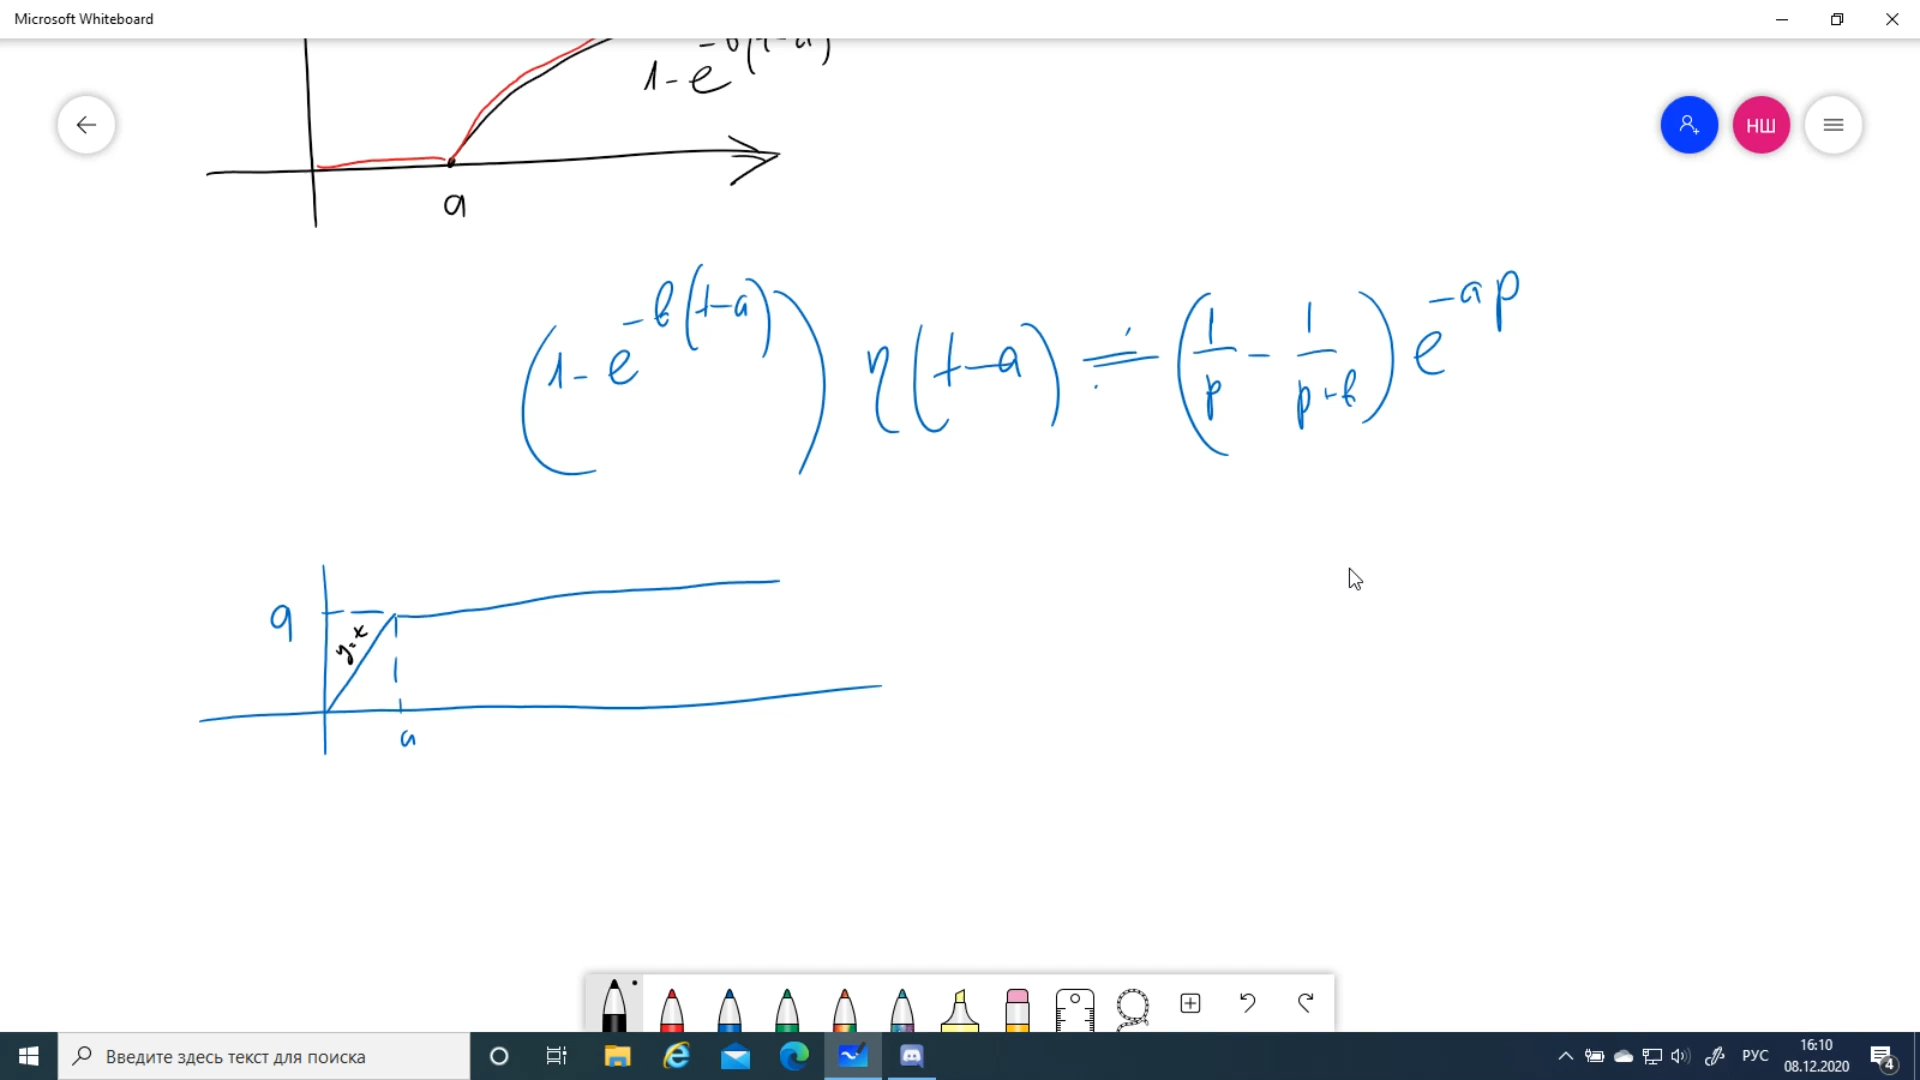 Microsoft Whiteboard
1 - e^{-b(t-a)}
НШ
a
(1 - e^{-b(t-a)}) η(t-a) ≑ (1/p - 1/(p+b)) e^{-ap}
a
y=x
a
Введите здесь текст для поиска
РУС
16:10
08.12.2020
4